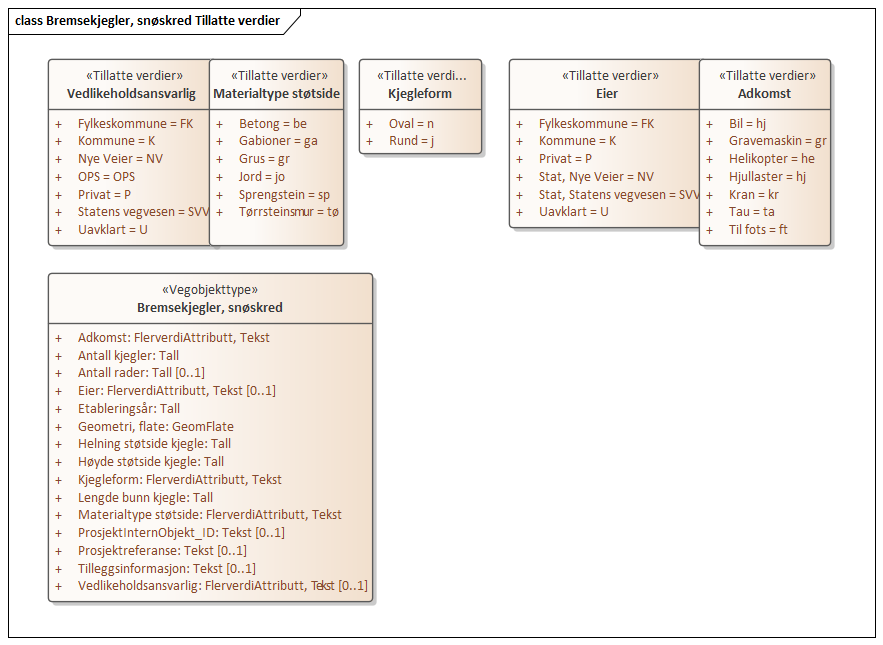 class Bremsekjegler, snøskred Tillatte verdier
«Tillatte verdier»
Vedlikeholdsansvarlig
+ Fylkeskommune = FK
+ Kommune = K
+ Nye Veier = NV
+ OPS = OPS
+ Privat = P
+ Statens vegvesen = SVV
+ Uavklart = U
«Tillatte verdier»
Materialtype støtside
+ Betong = be
+ Gabioner = ga
+ Grus = gr
+ Jord = jo
+ Sprengstein = sp
+ Tørrsteinsmur = tø
«Tillatte verdi...
Kjegleform
+ Oval = n
+ Rund = j
«Tillatte verdier»
Eier
+ Fylkeskommune = FK
+ Kommune = K
+ Privat = P
+ Stat, Nye Veier = NV
+ Stat, Statens vegvesen = SVV
+ Uavklart = U
«Tillatte verdier»
Adkomst
+ Bil = hj
+ Gravemaskin = gr
+ Helikopter = he
+ Hjullaster = hj
+ Kran = kr
+ Tau = ta
+ Til fots = ft
«Vegobjekttype»
Bremsekjegler, snøskred
+ Adkomst: FlerverdiAttributt, Tekst
+ Antall kjegler: Tall
+ Antall rader: Tall [0..1]
+ Eier: FlerverdiAttributt, Tekst [0..1]
+ Etableringsår: Tall
+ Geometri, flate: GeomFlate
+ Helning støtside kjegle: Tall
+ Høyde støtside kjegle: Tall
+ Kjegleform: FlerverdiAttributt, Tekst
+ Lengde bunn kjegle: Tall
+ Materialtype støtside: FlerverdiAttributt, Tekst
+ ProsjektInternObjekt_ID: Tekst [0..1]
+ Prosjektreferanse: Tekst [0..1]
+ Tilleggsinformasjon: Tekst [0..1]
+ Vedlikeholdsansvarlig: FlerverdiAttributt, Tekst [0..1]